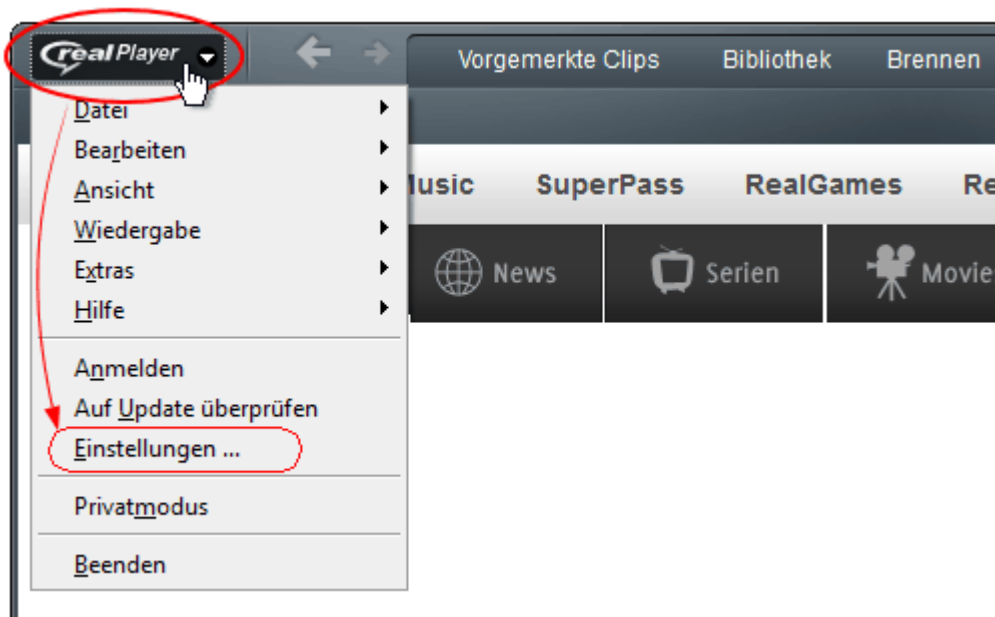 realPlayer
Vorgemerkte Clips Bibliothek Brennen
Datei
Bearbeiten
Ansicht
Wiedergabe
Extras
Hilfe
Anmelden
Auf Update überprüfen
Einstellungen ...
Privatmodus
Beenden
SuperPass RealGames
News Serien Movie